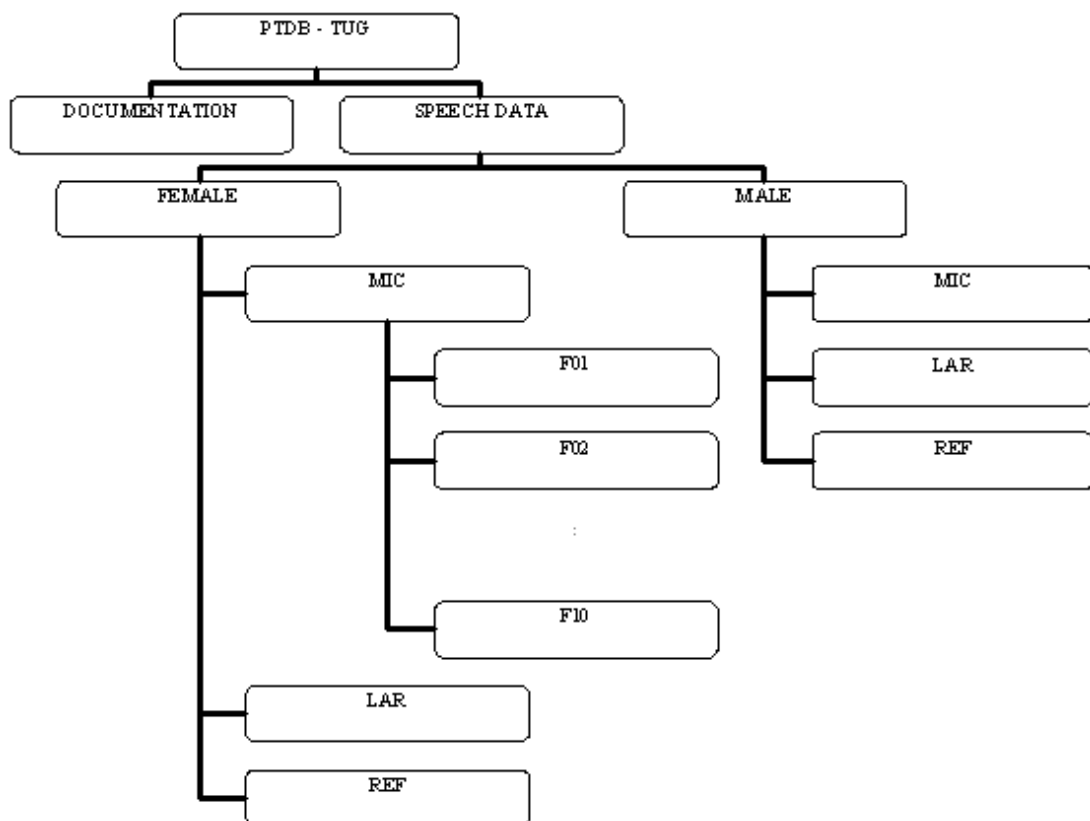 PTDB - TUG
DOCUMENTATION
SPEECH DATA
FEMALE
MALE
MIC
MIC
F01
LAR
F02
REF
:
F10
LAR
REF